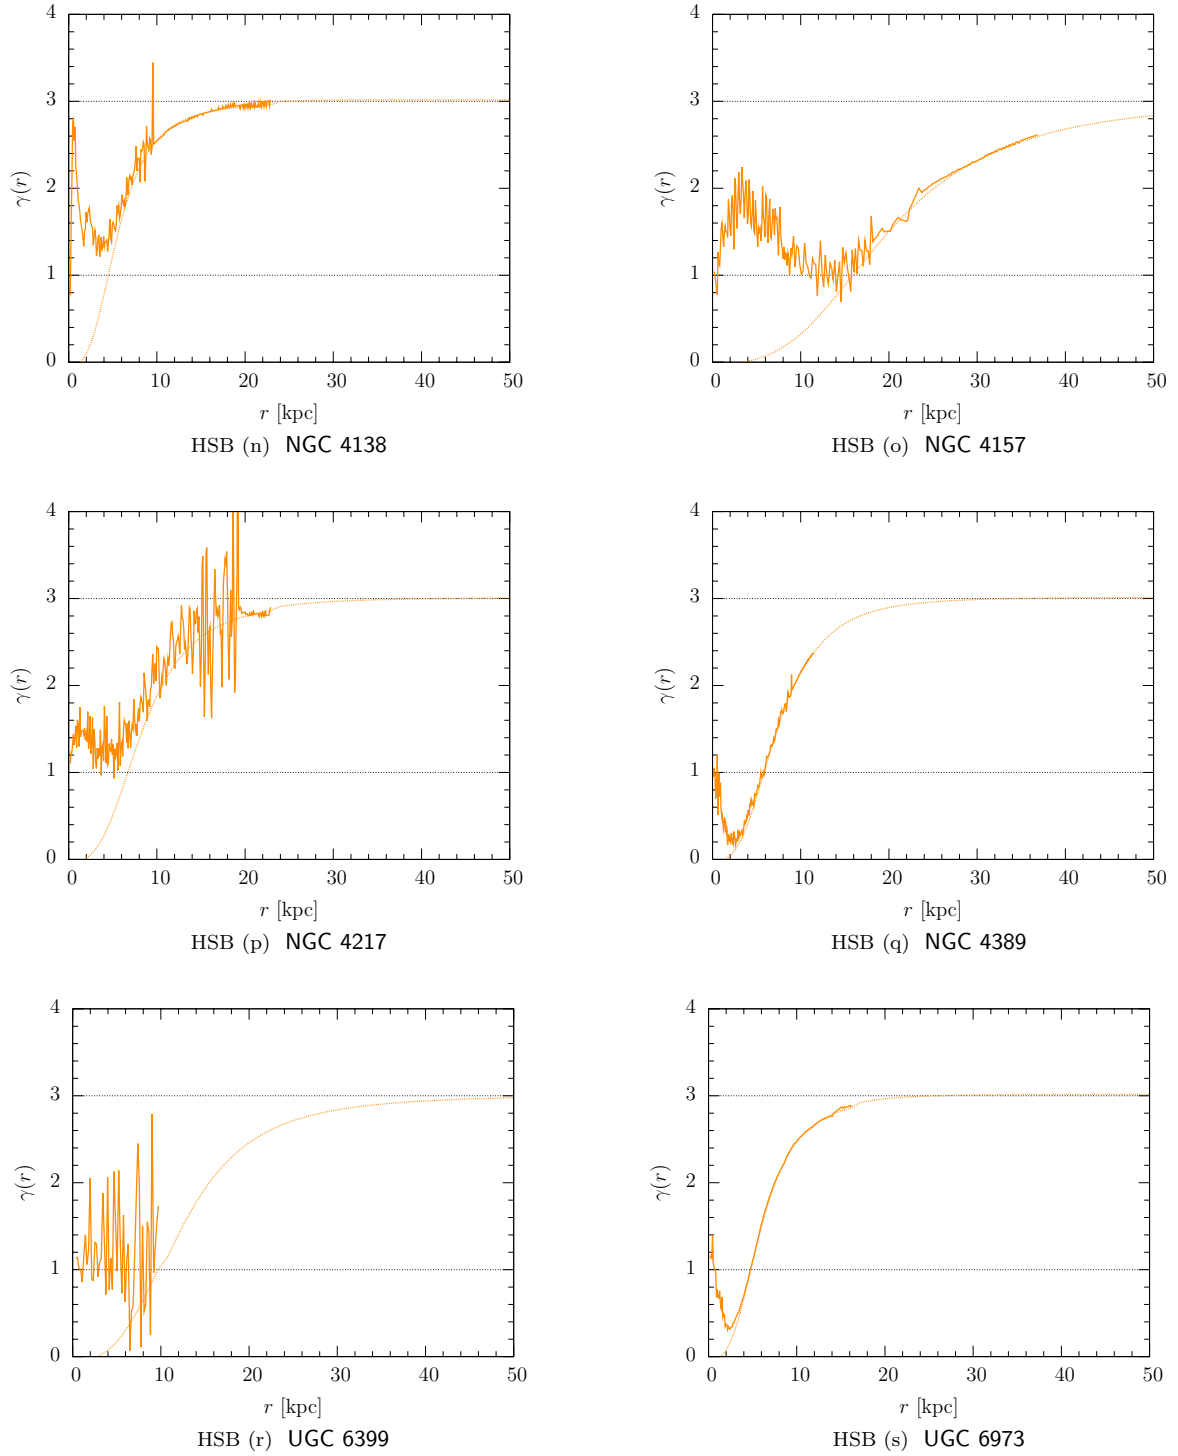 4
3
2
1
0
γ(r)
0 10 20 30 40 50
r [kpc]
HSB (n) NGC 4138
4
3
2
1
0
γ(r)
0 10 20 30 40 50
r [kpc]
HSB (o) NGC 4157
4
3
2
1
0
γ(r)
0 10 20 30 40 50
r [kpc]
HSB (p) NGC 4217
4
3
2
1
0
γ(r)
0 10 20 30 40 50
r [kpc]
HSB (q) NGC 4389
4
3
2
1
0
γ(r)
0 10 20 30 40 50
r [kpc]
HSB (r) UGC 6399
4
3
2
1
0
γ(r)
0 10 20 30 40 50
r [kpc]
HSB (s) UGC 6973